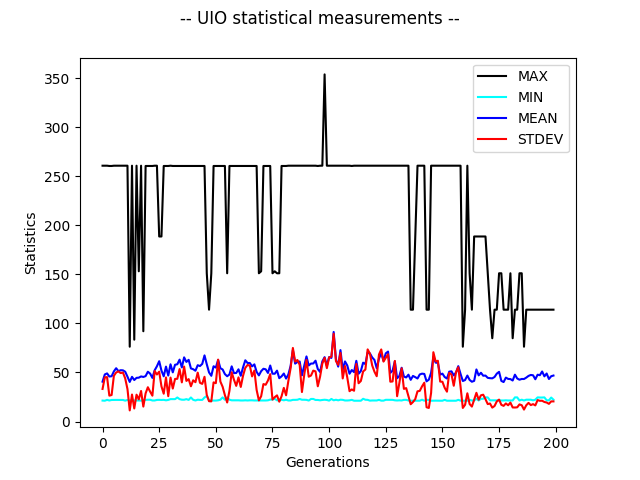 -- UIO statistical measurements --
MAX
MIN
MEAN
STDEV
350
300
250
200
150
100
50
0
Statistics
0 25 50 75 100 125 150 175 200
Generations